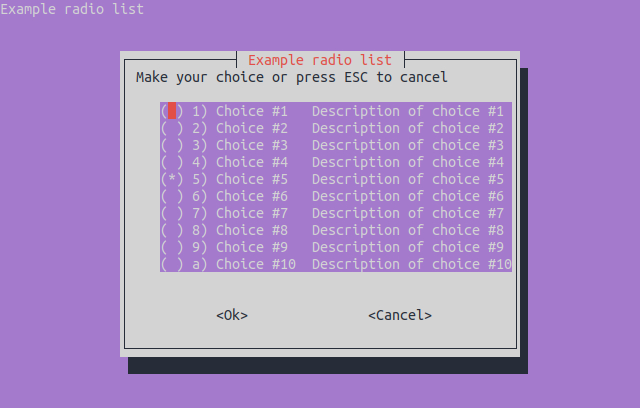 Example radio list
Example radio list
Make your choice or press ESC to cancel
( ) 1) Choice #1   Description of choice #1
( ) 2) Choice #2   Description of choice #2
( ) 3) Choice #3   Description of choice #3
( ) 4) Choice #4   Description of choice #4
(*) 5) Choice #5   Description of choice #5
( ) 6) Choice #6   Description of choice #6
( ) 7) Choice #7   Description of choice #7
( ) 8) Choice #8   Description of choice #8
( ) 9) Choice #9   Description of choice #9
( ) a) Choice #10  Description of choice #10
<Ok>               <Cancel>